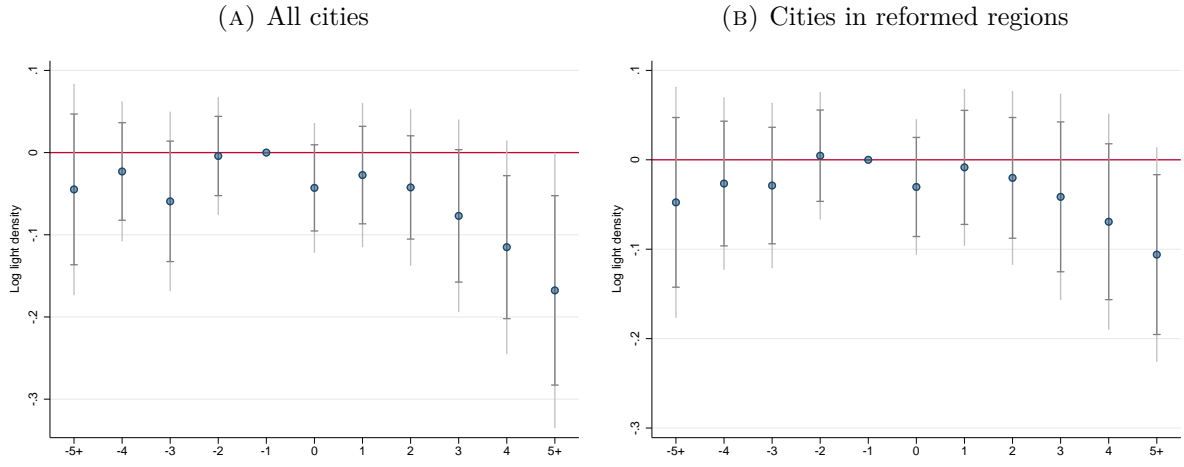 (A) All cities
(B) Cities in reformed regions
Log light density
.1
0
-.1
-.2
-.3
-5+ -4 -3 -2 -1 0 1 2 3 4 5+
Log light density
.1
0
-.1
-.2
-.3
-5+ -4 -3 -2 -1 0 1 2 3 4 5+